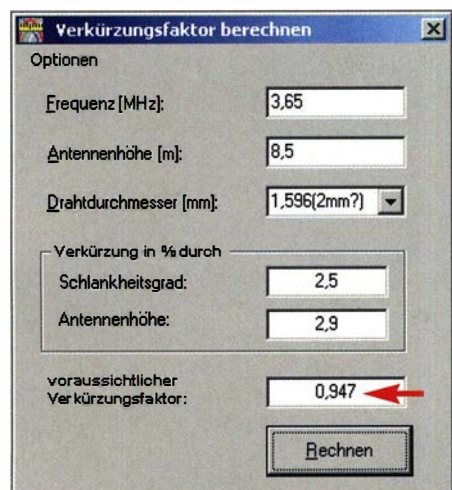 Verkürzungsfaktor berechnen
Optionen
Frequenz [MHz]: 3,65
Antennenhöhe [m]: 8,5
Drahtdurchmesser [mm]: 1,596(2mm?)
Verkürzung in % durch
Schlankheitsgrad: 2,5
Antennenhöhe: 2,9
voraussichtlicher
Verkürzungsfaktor: 0,947
Rechnen